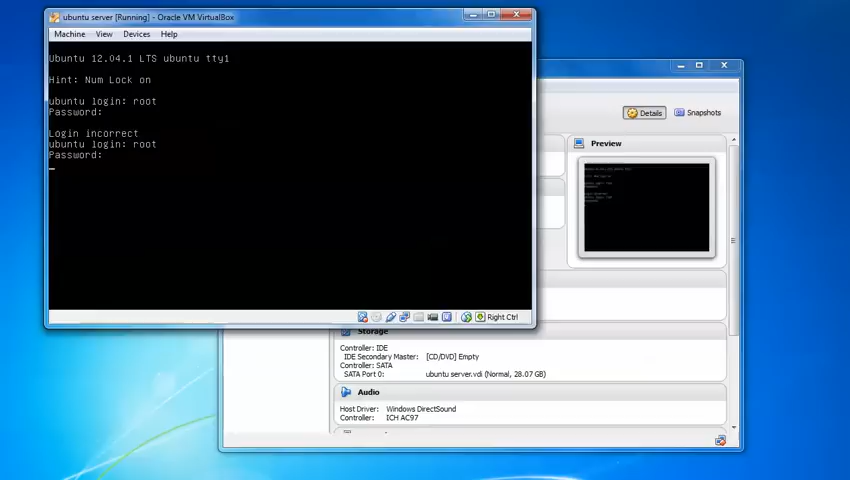 ubuntu server [Running] - Oracle VM VirtualBox
Machine View Devices Help
Ubuntu 12.04.1 LTS ubuntu tty1
Hint: Num Lock on
ubuntu login: root
Password:
Login incorrect
ubuntu login: root
Password:
Right Ctrl
Details Snapshots
Preview
Storage
Controller: IDE
IDE Secondary Master: [CD/DVD] Empty
Controller: SATA
SATA Port 0: ubuntu server.vdi (Normal, 28.07 GB)
Audio
Host Driver: Windows DirectSound
Controller: ICH AC97